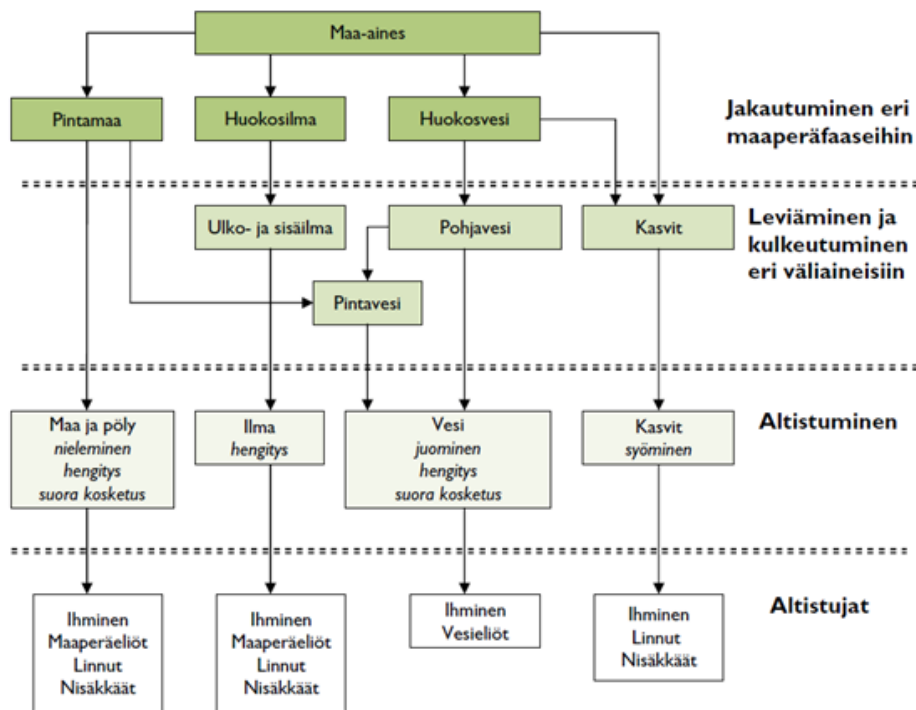 Maa-aines
Pintamaa
Huokosilma
Huokosvesi
Jakautuminen eri
maaperäfaaseihin
Ulko- ja sisäilma
Pohjavesi
Kasvit
Leviäminen ja
kulkeutuminen
eri väliaineisiin
Pintavesi
Maa ja pöly
nieleminen
hengitys
suora kosketus
Ilma
hengitys
Vesi
juominen
hengitys
suora kosketus
Kasvit
syöminen
Altistuminen
Ihminen
Maaperäeliöt
Linnut
Nisäkkäät
Ihminen
Maaperäeliöt
Linnut
Nisäkkäät
Ihminen
Vesieliöt
Ihminen
Linnut
Nisäkkäät
Altistujat